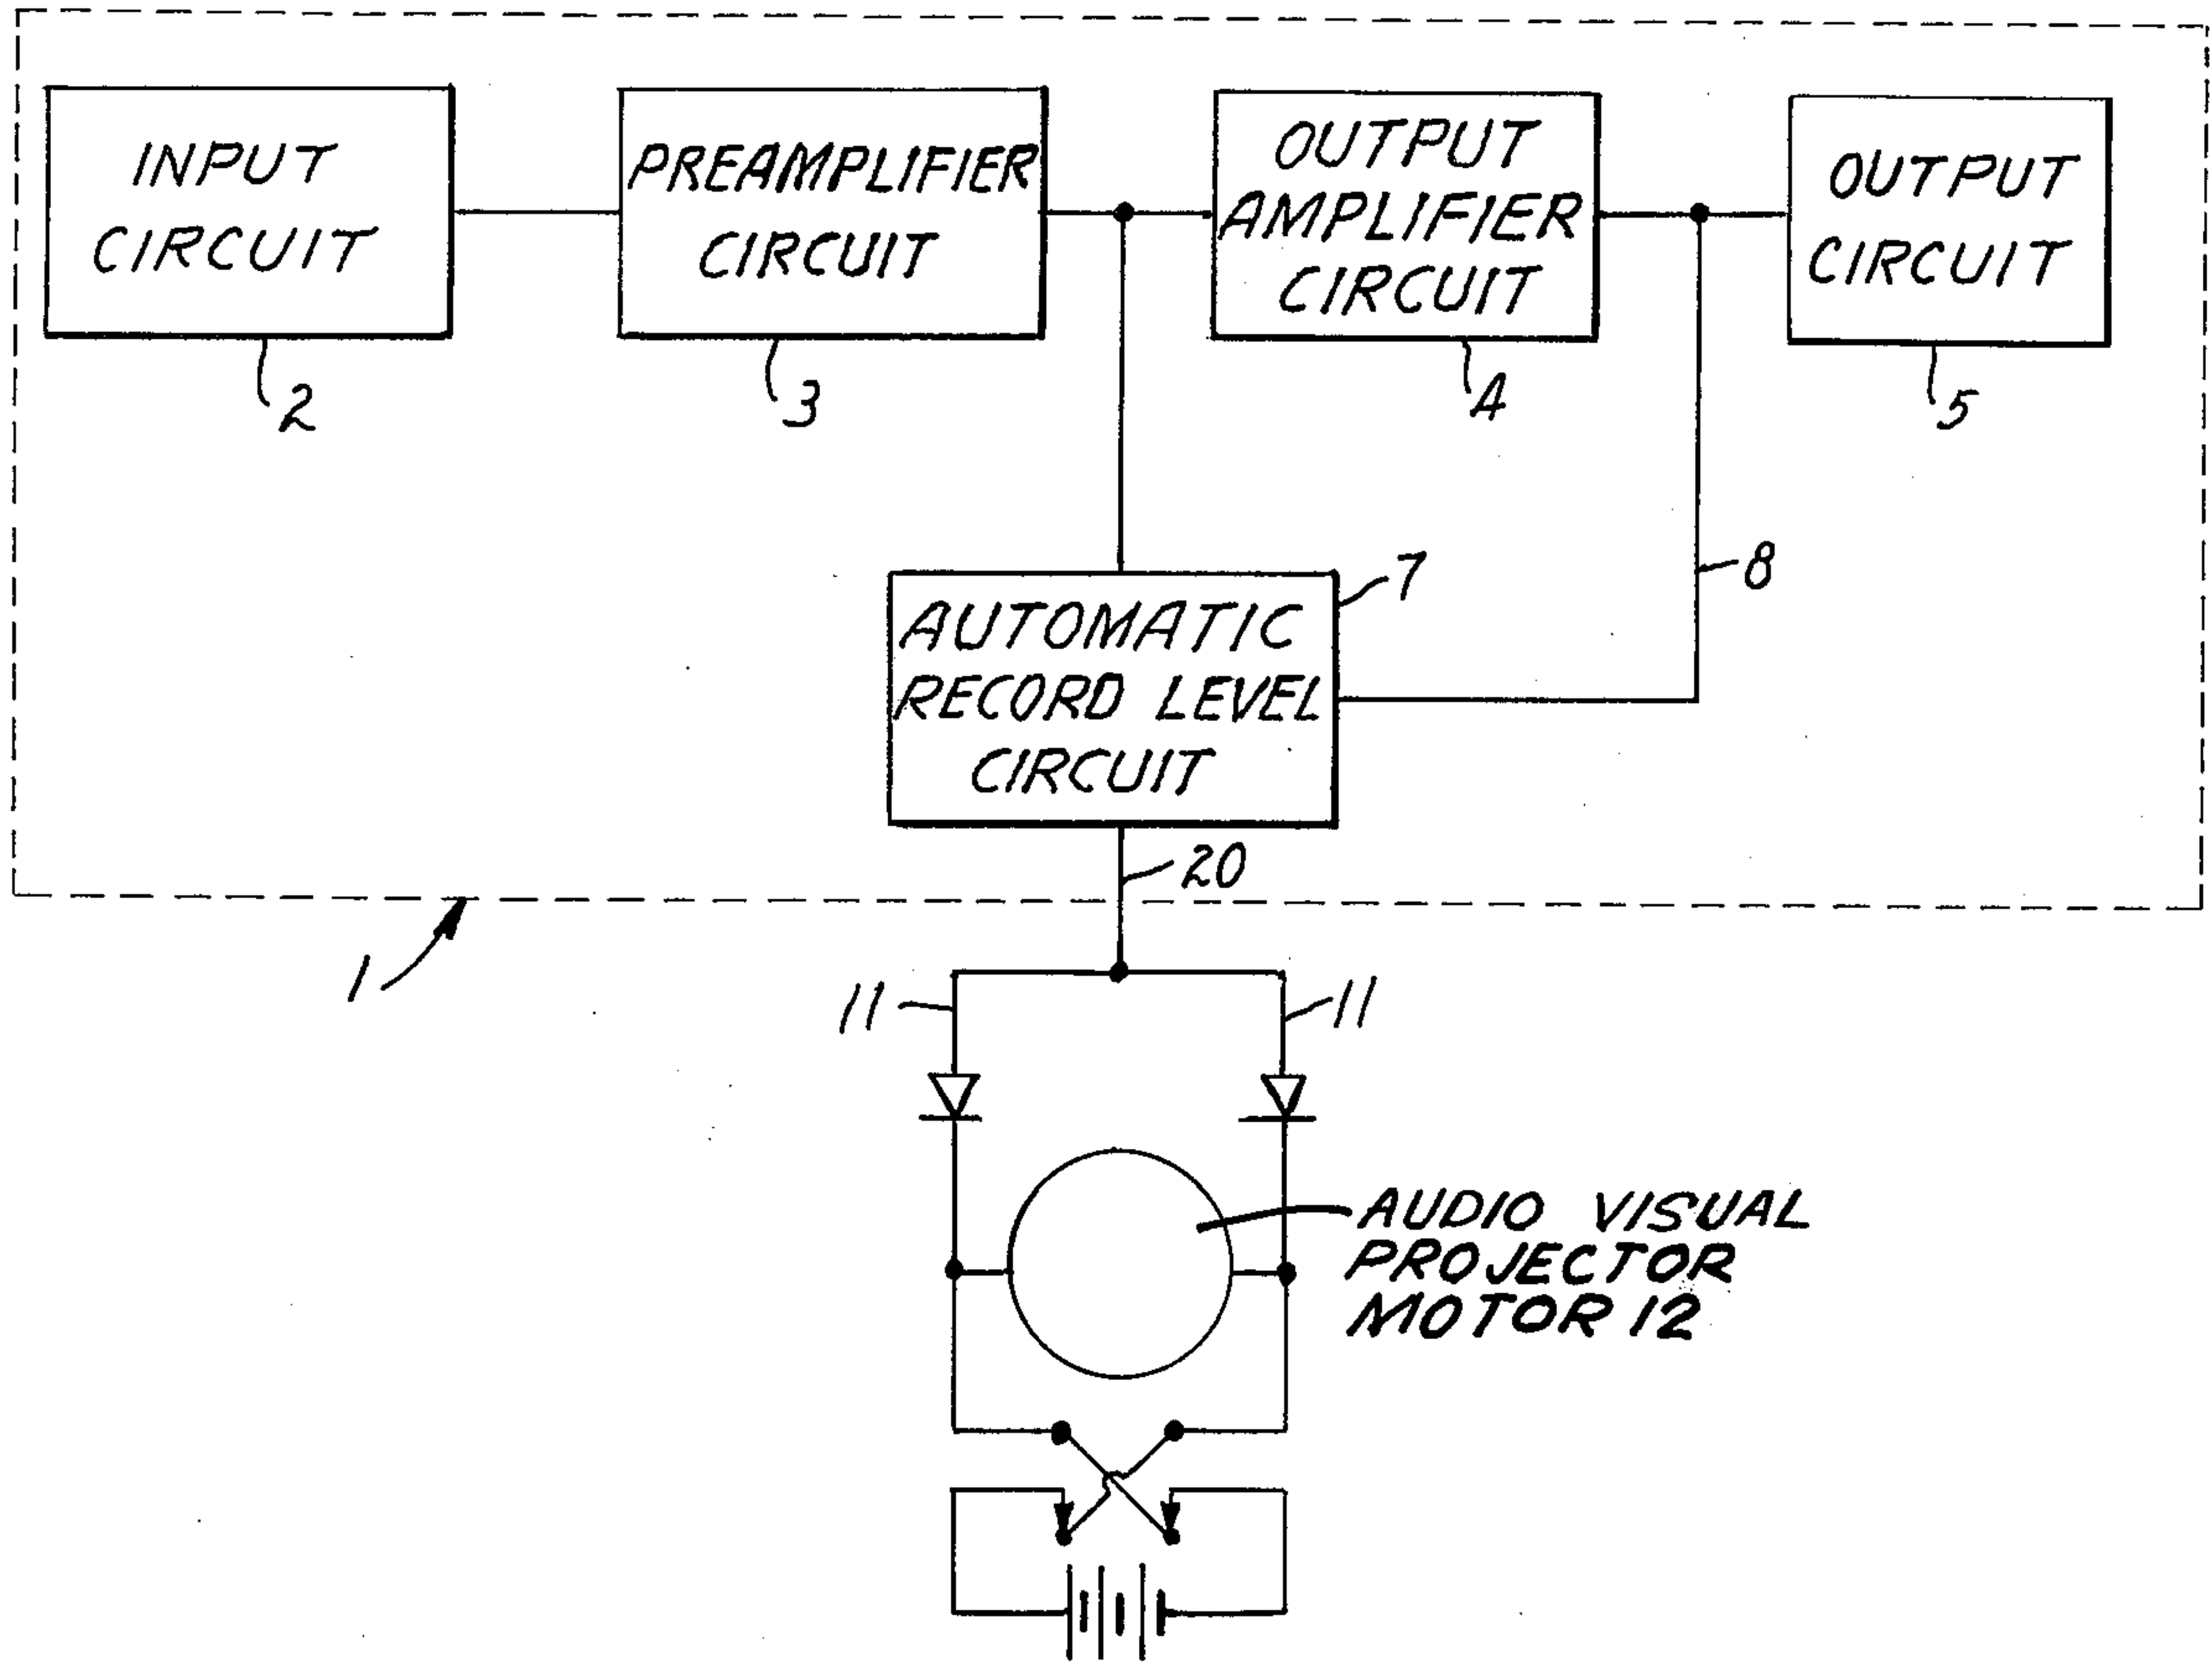 INPUT
CIRCUIT
2
PREAMPLIFIER
CIRCUIT
3
OUTPUT
AMPLIFIER
CIRCUIT
4
OUTPUT
CIRCUIT
5
AUTOMATIC
RECORD LEVEL
CIRCUIT
7
8
20
1
11
11
AUDIO VISUAL
PROJECTOR
MOTOR 12